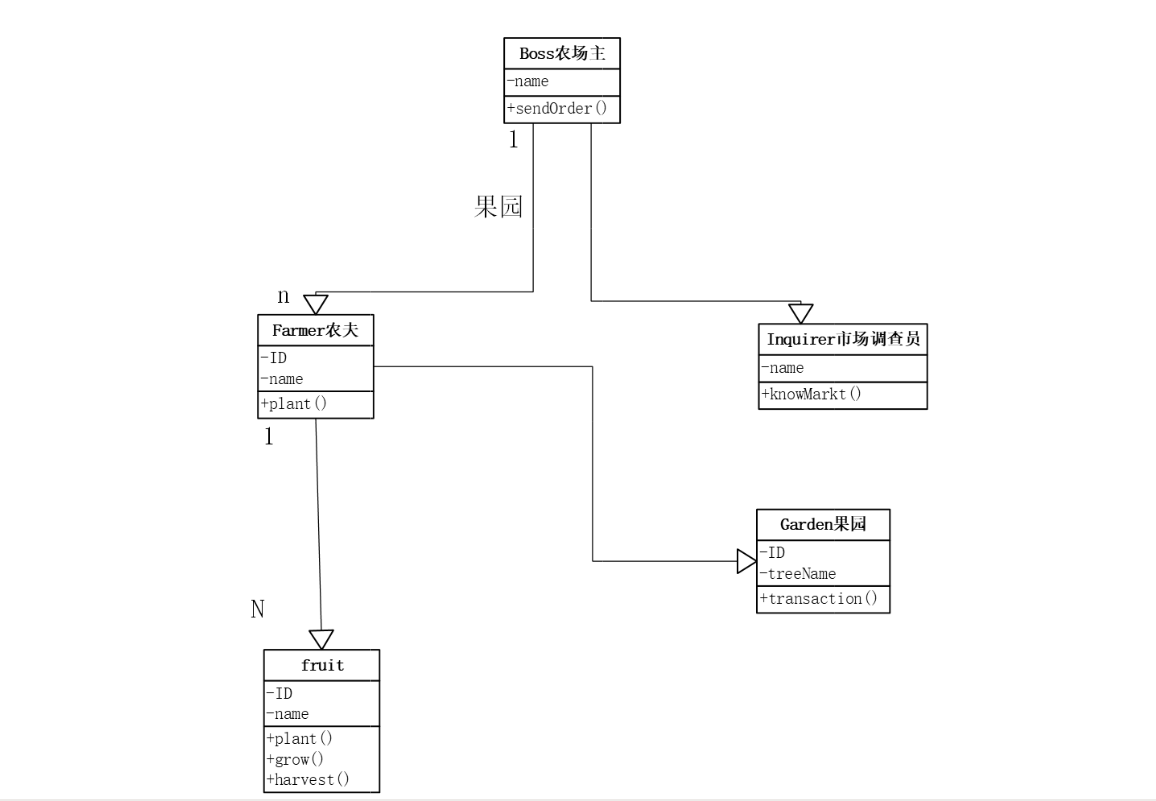 Boss农场主
-name
+sendOrder()
1
果园
n
Farmer农夫
-ID
-name
+plant()
1
Inquirer市场调查员
-name
+knowMarkt()
Garden果园
-ID
-treeName
+transaction()
N
fruit
-ID
-name
+plant()
+grow()
+harvest()